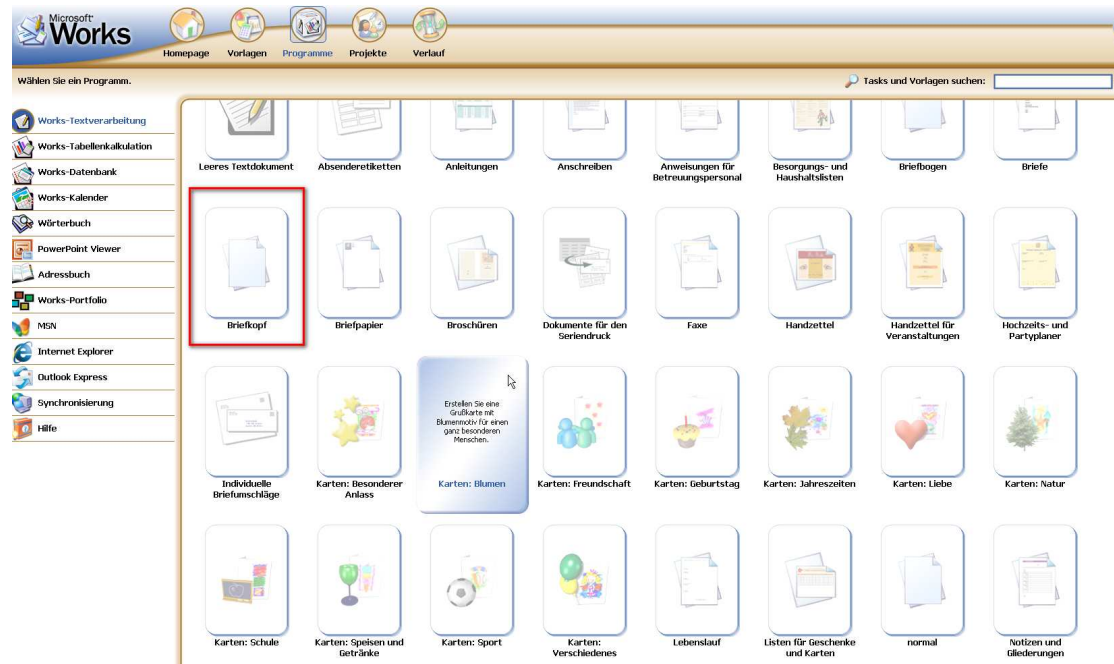 Microsoft
Works
Homepage Vorlagen Programme Projekte Verlauf
Wählen Sie ein Programm.
Tasks und Vorlagen suchen:
Works-Textverarbeitung
Works-Tabellenkalkulation
Works-Datenbank
Works-Kalender
Wörterbuch
PowerPoint Viewer
Adressbuch
Works-Portfolio
MSN
Internet Explorer
Outlook Express
Synchronisierung
Hilfe
Leeres Textdokument
Absenderetiketten
Anleitungen
Anschreiben
Anweisungen für
Betreuungspersonal
Besorgungs- und
Haushaltslisten
Briefbogen
Briefe
Briefkopf
Briefpapier
Broschüren
Dokumente für den
Seriendruck
Faxe
Handzettel
Handzettel für
Veranstaltungen
Hochzeits- und
Partyplaner
Individuelle
Briefumschläge
Karten: Besonderer
Anlass
Erstellen Sie eine
Grußkarte mit
Blumenmotiv für einen
ganz besonderen
Menschen.
Karten: Blumen
Karten: Freundschaft
Karten: Geburtstag
Karten: Jahreszeiten
Karten: Liebe
Karten: Natur
Karten: Schule
Karten: Speisen und
Getränke
Karten: Sport
Karten:
Verschiedenes
Lebenslauf
Listen für Geschenke
und Karten
normal
Notizen und
Gliederungen